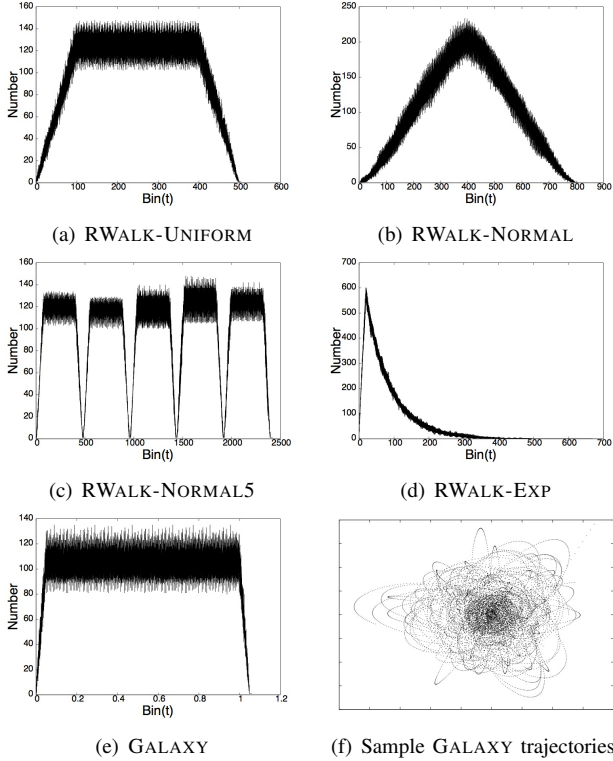 160
140
120
100
80
60
40
20
0
Number
0 100 200 300 400 500 600
Bin(t)
(a) RWALK-UNIFORM
250
200
150
100
50
0
Number
0 100 200 300 400 500 600 700 800 900
Bin(t)
(b) RWALK-NORMAL
160
140
120
100
80
60
40
20
0
Number
0 500 1000 1500 2000 2500
Bin(t)
(c) RWALK-NORMAL5
700
600
500
400
300
200
100
0
Number
0 100 200 300 400 500 600 700
Bin(t)
(d) RWALK-EXP
140
120
100
80
60
40
20
0
Number
0 0.2 0.4 0.6 0.8 1 1.2
Bin(t)
(e) GALAXY
(f) Sample GALAXY trajectories